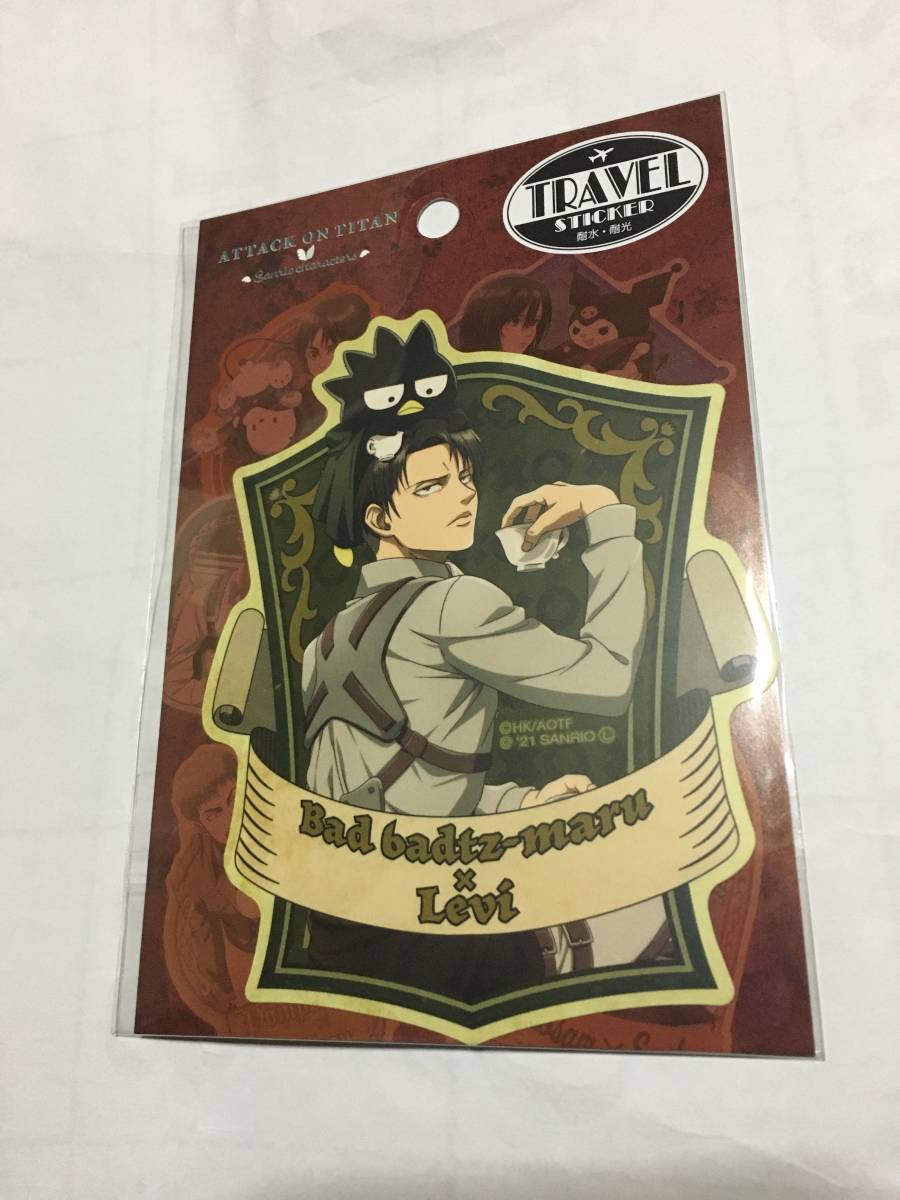 TRAVEL
STICKER
耐水・耐光
ATTACK ON TITAN
Sanrio characters
©HK/AOTF
© '21 SANRIO Ⓛ
Bad badtz-maru
×
Levi